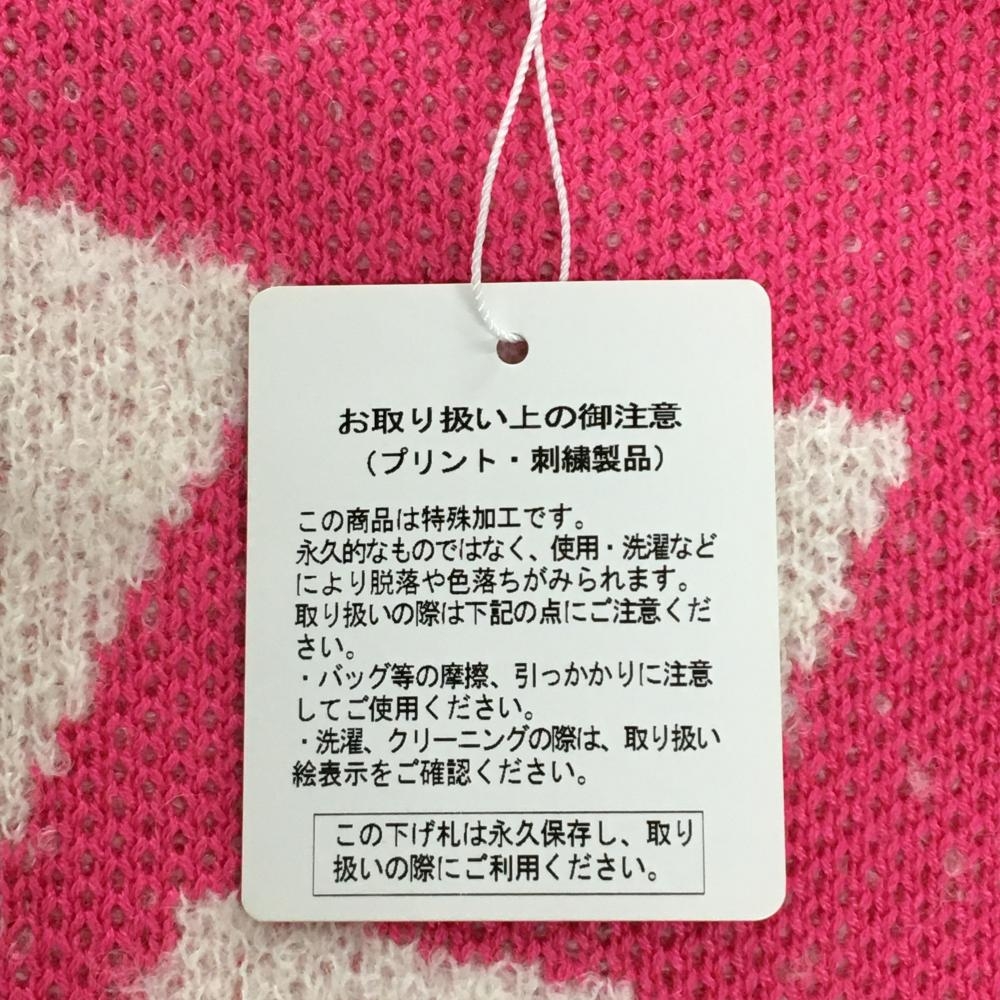 お取り扱い上の御注意
（プリント・刺繍製品）
この商品は特殊加工です。
永久的なものではなく、使用・洗濯など
により脱落や色落ちがみられます。
取り扱いの際は下記の点にご注意くだ
さい。
・バッグ等の摩擦、引っかかりに注意
してご使用ください。
・洗濯、クリーニングの際は、取り扱い
絵表示をご確認ください。
この下げ札は永久保存し、取り
扱いの際にご利用ください。